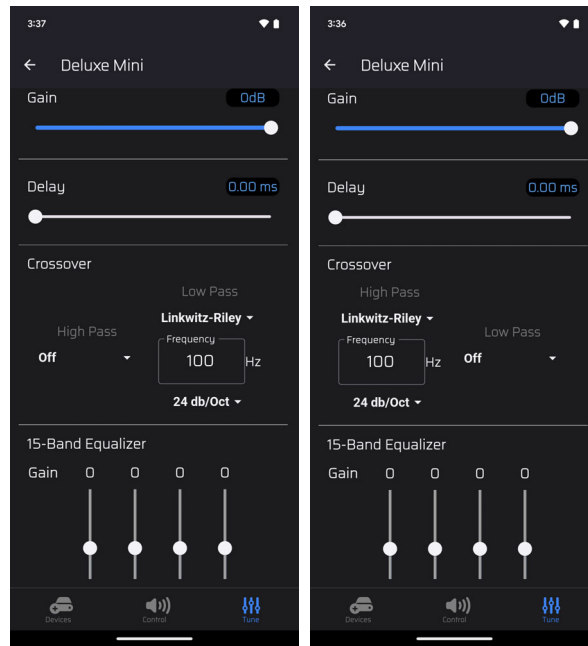 3:37
Deluxe Mini
Gain 0dB
Delay 0.00 ms
Crossover
Low Pass
Linkwitz-Riley
High Pass
Frequency
Off
100 Hz
24 db/Oct
15-Band Equalizer
Gain 0 0 0 0
Devices Control Tune
3:36
Deluxe Mini
Gain 0dB
Delay 0.00 ms
Crossover
High Pass
Linkwitz-Riley
Frequency
Low Pass
100 Hz
Off
24 db/Oct
15-Band Equalizer
Gain 0 0 0 0
Devices Control Tune